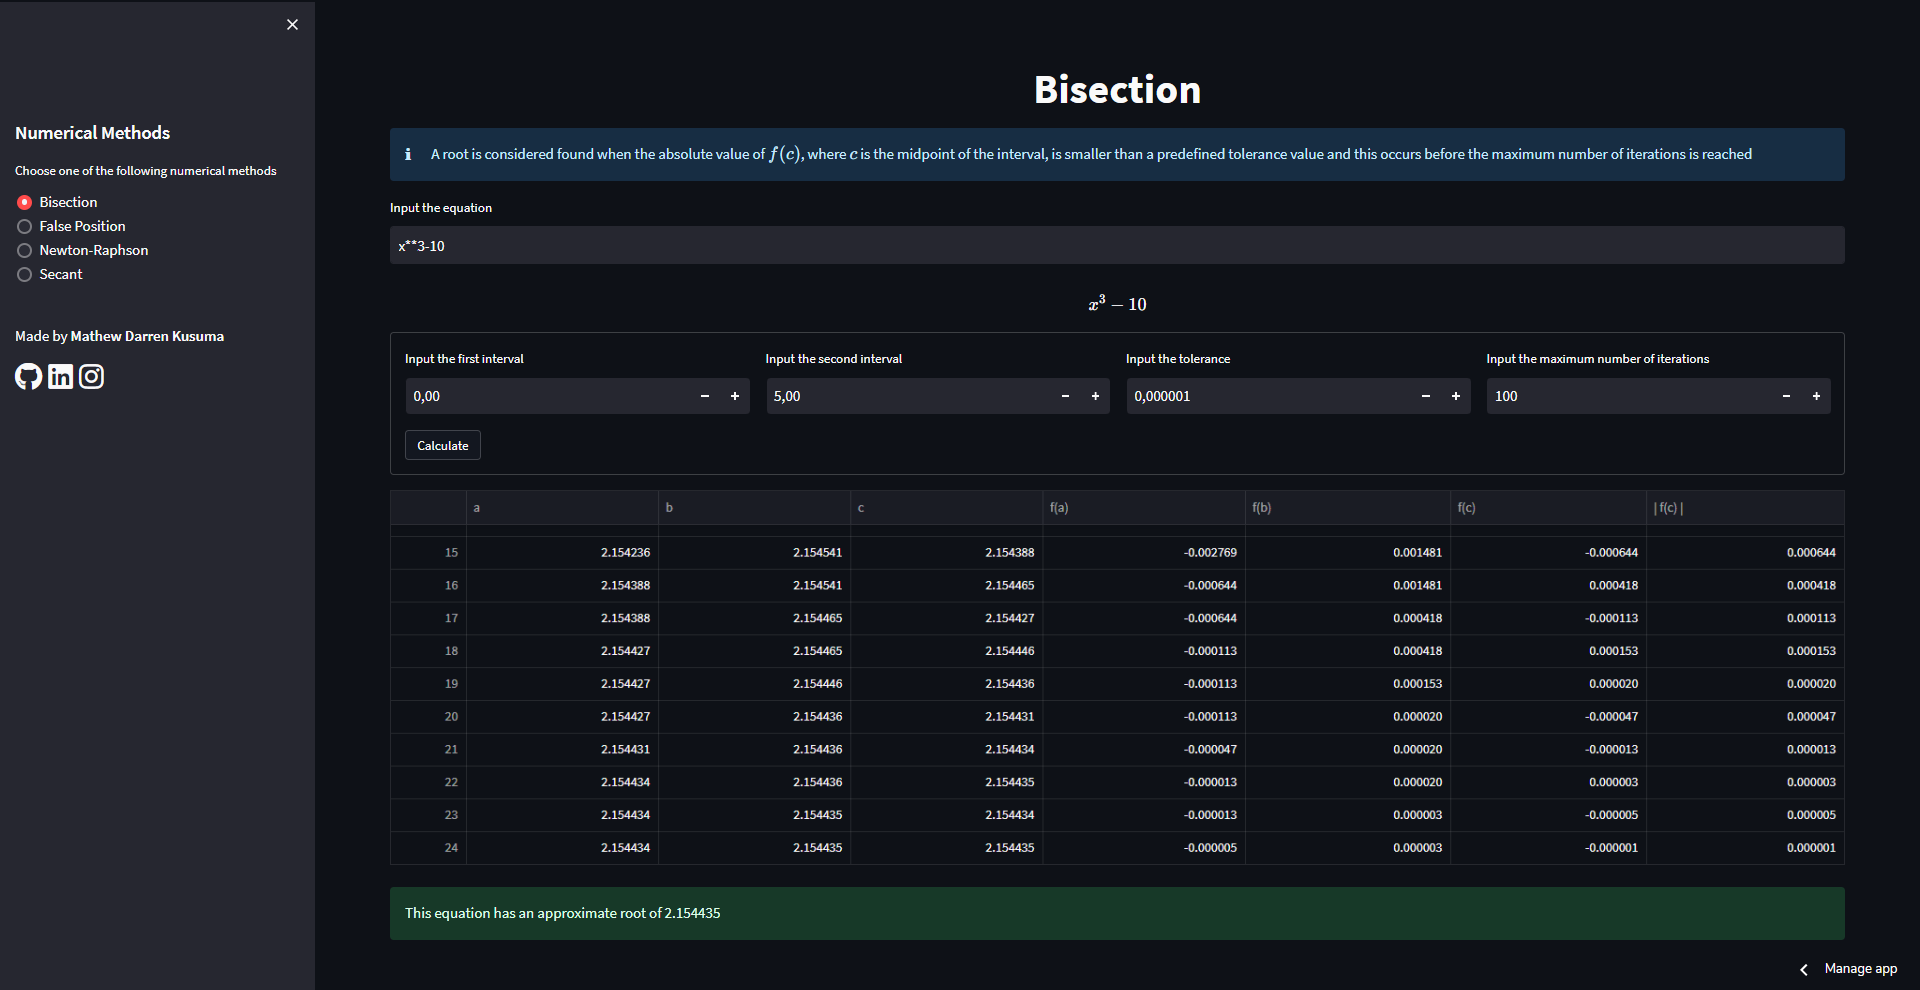 Numerical Methods
Choose one of the following numerical methods
Bisection
False Position
Newton-Raphson
Secant
Made by Mathew Darren Kusuma
Bisection
A root is considered found when the absolute value of f(c), where c is the midpoint of the interval, is smaller than a predefined tolerance value and this occurs before the maximum number of iterations is reached
Input the equation
x**3-10
x³ − 10
Input the first interval Input the second interval Input the tolerance Input the maximum number of iterations
0,00 − + 5,00 − + 0,000001 − + 100 − +
Calculate
a b c f(a) f(b) f(c) | f(c) |
15 2.154236 2.154541 2.154388 -0.002769 0.001481 -0.000644 0.000644
16 2.154388 2.154541 2.154465 -0.000644 0.001481 0.000418 0.000418
17 2.154388 2.154465 2.154427 -0.000644 0.000418 -0.000113 0.000113
18 2.154427 2.154465 2.154446 -0.000113 0.000418 0.000153 0.000153
19 2.154427 2.154446 2.154436 -0.000113 0.000153 0.000020 0.000020
20 2.154427 2.154436 2.154431 -0.000113 0.000020 -0.000047 0.000047
21 2.154431 2.154436 2.154434 -0.000047 0.000020 -0.000013 0.000013
22 2.154434 2.154436 2.154435 -0.000013 0.000020 0.000003 0.000003
23 2.154434 2.154435 2.154434 -0.000013 0.000003 -0.000005 0.000005
24 2.154434 2.154435 2.154435 -0.000005 0.000003 -0.000001 0.000001
This equation has an approximate root of 2.154435
Manage app